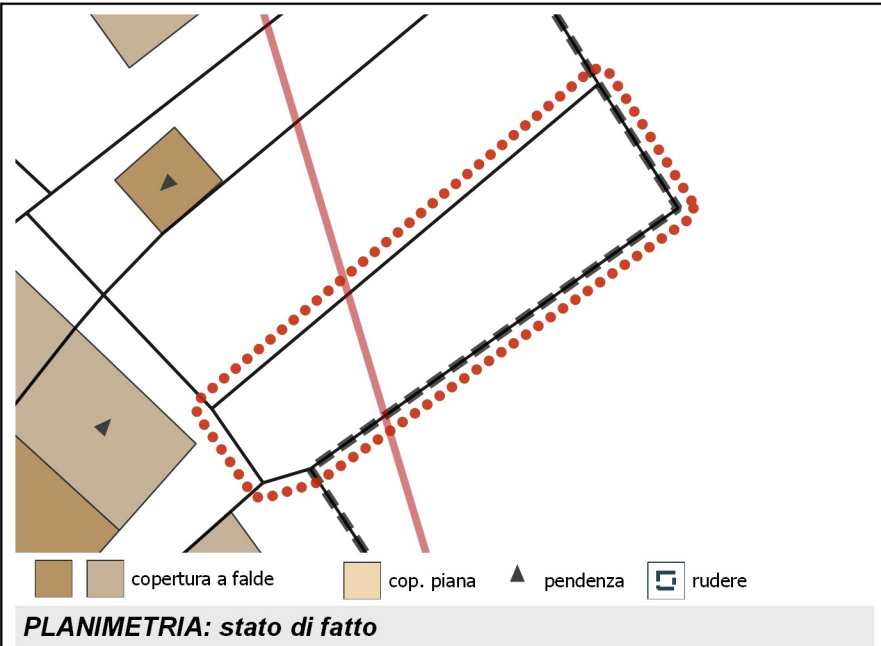 copertura a falde cop. piana pendenza rudere
PLANIMETRIA: stato di fatto